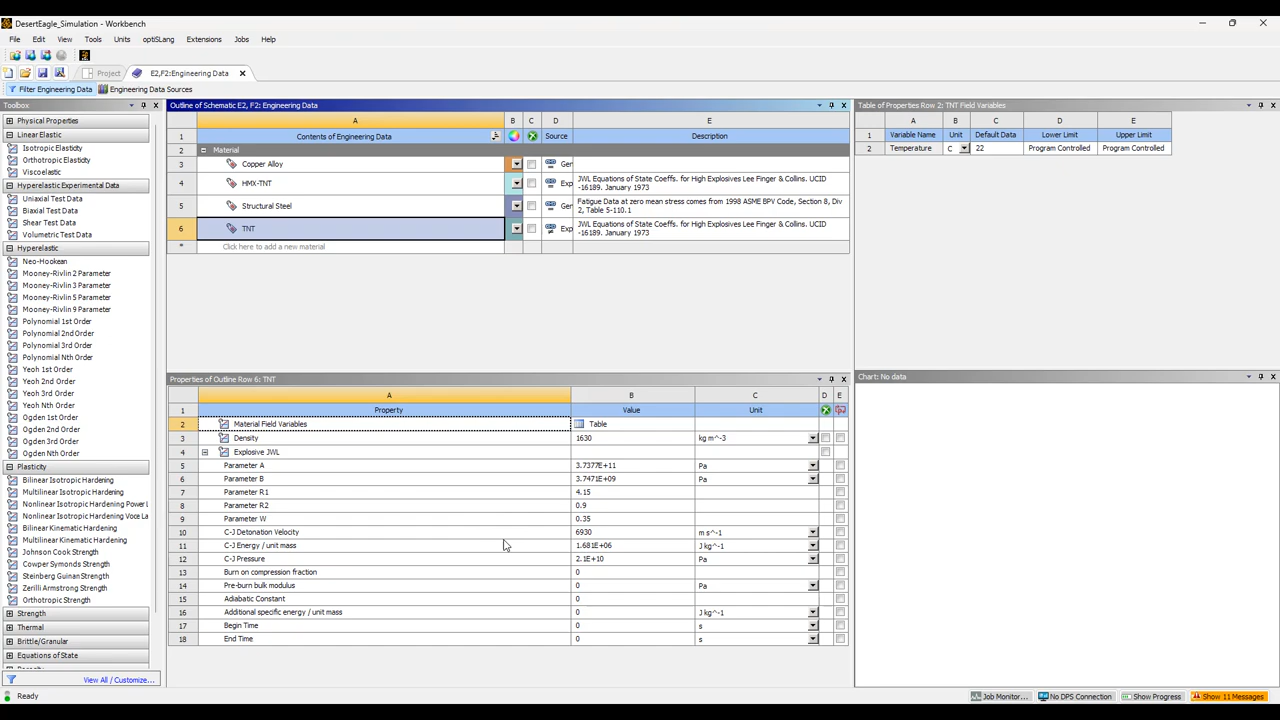 DesertEagle_Simulation - Workbench
File Edit View Tools Units optiSLang Extensions Jobs Help
Project E2,F2:Engineering Data
Filter Engineering Data Engineering Data Sources
Toolbox
Physical Properties
Linear Elastic
Isotropic Elasticity
Orthotropic Elasticity
Viscoelastic
Hyperelastic Experimental Data
Uniaxial Test Data
Biaxial Test Data
Shear Test Data
Volumetric Test Data
Hyperelastic
Neo-Hookean
Mooney-Rivlin 2 Parameter
Mooney-Rivlin 3 Parameter
Mooney-Rivlin 5 Parameter
Mooney-Rivlin 9 Parameter
Polynomial 1st Order
Polynomial 2nd Order
Polynomial 3rd Order
Polynomial Nth Order
Yeoh 1st Order
Yeoh 2nd Order
Yeoh 3rd Order
Yeoh Nth Order
Ogden 1st Order
Ogden 2nd Order
Ogden 3rd Order
Ogden Nth Order
Plasticity
Bilinear Isotropic Hardening
Multilinear Isotropic Hardening
Nonlinear Isotropic Hardening Power L
Nonlinear Isotropic Hardening Voce La
Bilinear Kinematic Hardening
Multilinear Kinematic Hardening
Johnson Cook Strength
Cowper Symonds Strength
Steinberg Guinan Strength
Zerilli Armstrong Strength
Orthotropic Strength
Strength
Thermal
Brittle/Granular
Equations of State
View All / Customize...
Outline of Schematic E2, F2: Engineering Data
A B C D E
1 Contents of Engineering Data Source Description
2 Material
3 Copper Alloy Ger
4 HMX-TNT Exp JWL Equations of State Coeffs. for High Explosives Lee Finger & Collins. UCID
-16189. January 1973
5 Structural Steel Ger Fatigue Data at zero mean stress comes from 1998 ASME BPV Code, Section 8, Div
2, Table 5-110.1
6 TNT Exp JWL Equations of State Coeffs. for High Explosives Lee Finger & Collins. UCID
-16189. January 1973
* Click here to add a new material
Properties of Outline Row 6: TNT
A B C D E
1 Property Value Unit
2 Material Field Variables Table
3 Density 1630 kg m^-3
4 Explosive JWL
5 Parameter A 3.7377E+11 Pa
6 Parameter B 3.7471E+09 Pa
7 Parameter R1 4.15
8 Parameter R2 0.9
9 Parameter W 0.35
10 C-J Detonation Velocity 6930 m s^-1
11 C-J Energy / unit mass 1.681E+06 J kg^-1
12 C-J Pressure 2.1E+10 Pa
13 Burn on compression fraction 0
14 Pre-burn bulk modulus 0 Pa
15 Adiabatic Constant 0
16 Additional specific energy / unit mass 0 J kg^-1
17 Begin Time 0 s
18 End Time 0 s
Table of Properties Row 2: TNT Field Variables
A B C D E
1 Variable Name Unit Default Data Lower Limit Upper Limit
2 Temperature C 22 Program Controlled Program Controlled
Chart: No data
Ready
Job Monitor... No DPS Connection Show Progress Show 11 Messages